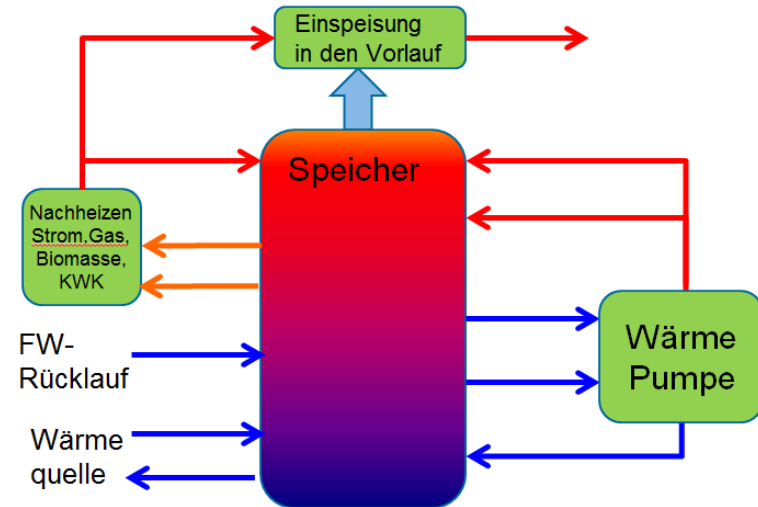 Einspeisung
in den Vorlauf
Speicher
Nachheizen
Strom,Gas,
Biomasse,
KWK
FW-
Rücklauf
Wärme
quelle
Wärme
Pumpe